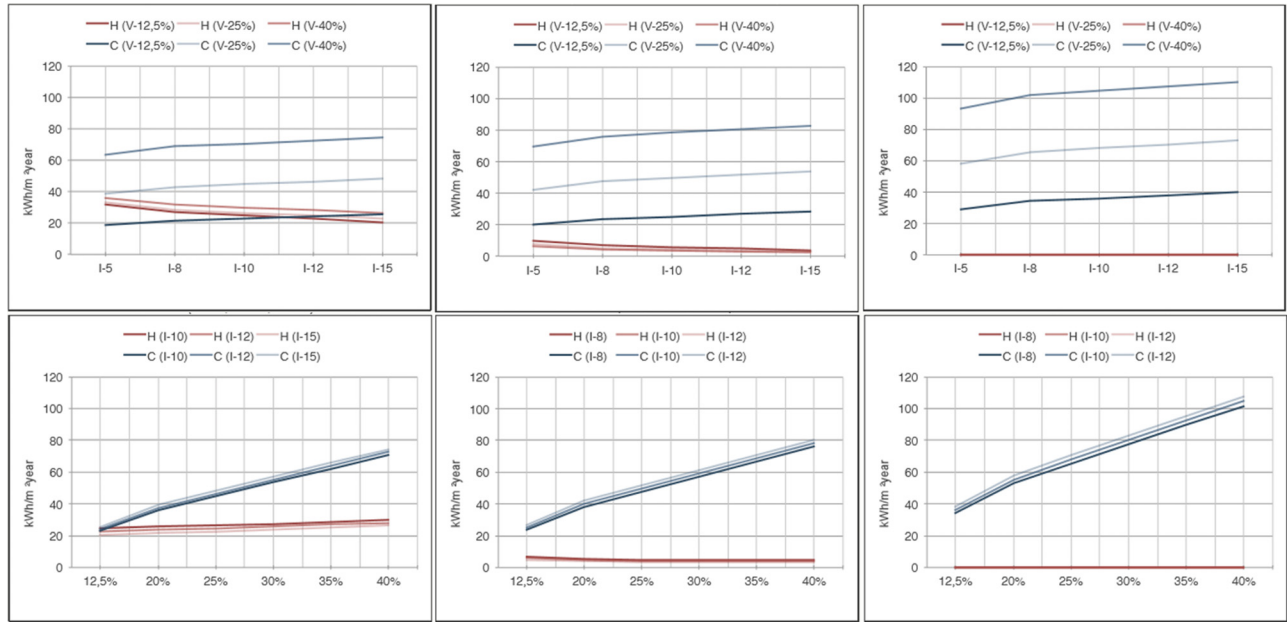 H (V-12,5%) H (V-25%) H (V-40%)
C (V-12,5%) C (V-25%) C (V-40%)
kWh/m ²year
120
100
80
60
40
20
0
I-5 I-8 I-10 I-12 I-15
H (V-12,5%) H (V-25%) H (V-40%)
C (V-12,5%) C (V-25%) C (V-40%)
kWh/m ²year
120
100
80
60
40
20
0
I-5 I-8 I-10 I-12 I-15
H (V-12,5%) H (V-25%) H (V-40%)
C (V-12,5%) C (V-25%) C (V-40%)
kWh/m ²year
120
100
80
60
40
20
0
I-5 I-8 I-10 I-12 I-15
H (I-10) H (I-12) H (I-15)
C (I-10) C (I-12) C (I-15)
kWh/m ²year
120
100
80
60
40
20
0
12,5% 20% 25% 30% 35% 40%
H (I-8) H (I-10) H (I-12)
C (I-8) C (I-10) C (I-12)
kWh/m ²year
120
100
80
60
40
20
0
12,5% 20% 25% 30% 35% 40%
H (I-8) H (I-10) H (I-12)
C (I-8) C (I-10) C (I-12)
kWh/m ²year
120
100
80
60
40
20
0
12,5% 20% 25% 30% 35% 40%